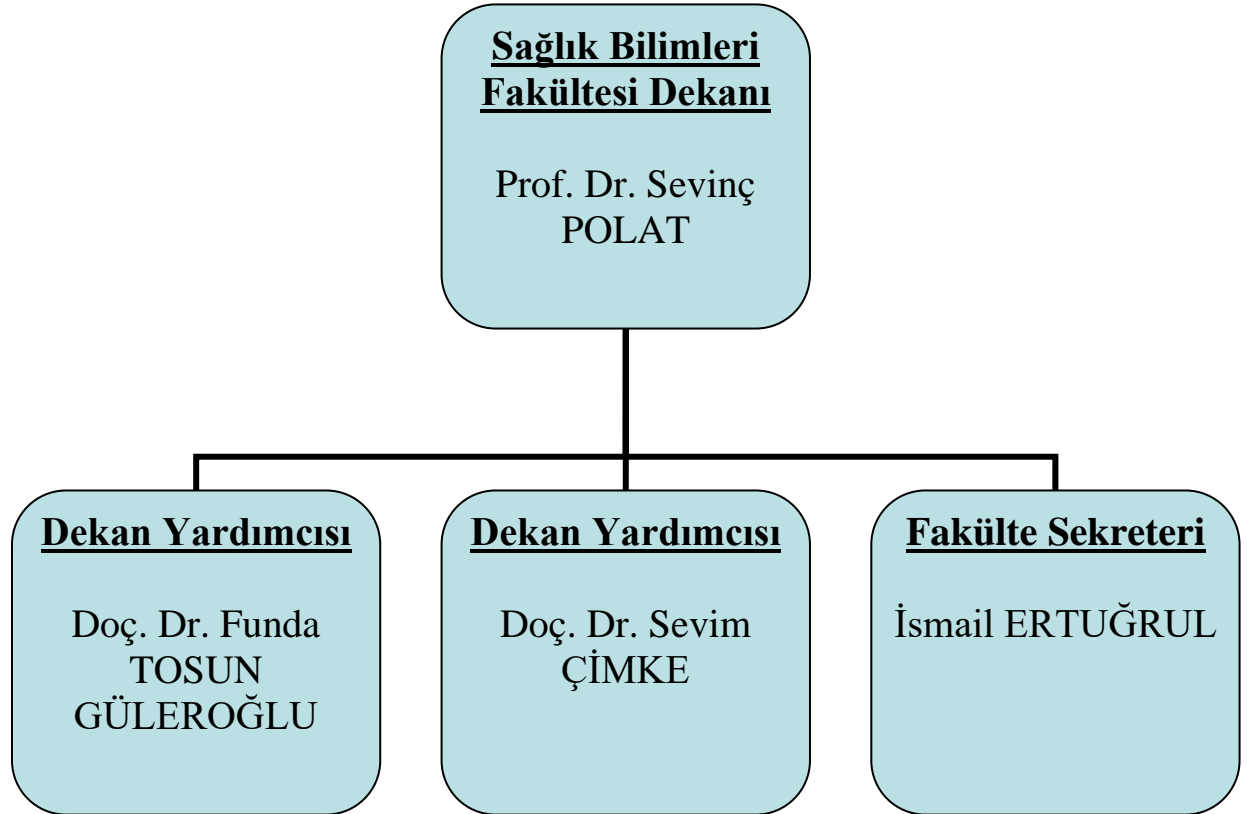 Sağlık Bilimleri
Fakültesi Dekanı
Prof. Dr. Sevinç
POLAT
Dekan Yardımcısı
Doç. Dr. Funda
TOSUN
GÜLEROĞLU
Dekan Yardımcısı
Doç. Dr. Sevim
ÇİMKE
Fakülte Sekreteri
İsmail ERTUĞRUL